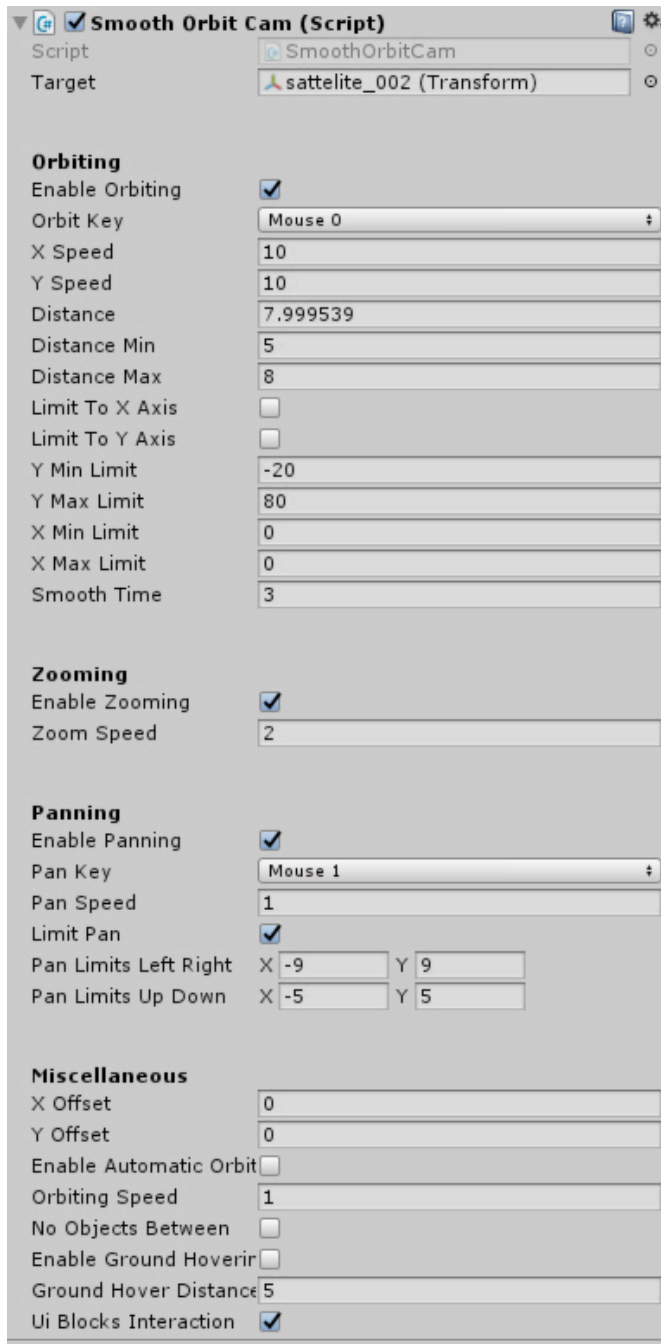 Smooth Orbit Cam (Script)
Script SmoothOrbitCam
Target sattelite_002 (Transform)
Orbiting
Enable Orbiting
Orbit Key Mouse 0
X Speed 10
Y Speed 10
Distance 7.999539
Distance Min 5
Distance Max 8
Limit To X Axis
Limit To Y Axis
Y Min Limit -20
Y Max Limit 80
X Min Limit 0
X Max Limit 0
Smooth Time 3
Zooming
Enable Zooming
Zoom Speed 2
Panning
Enable Panning
Pan Key Mouse 1
Pan Speed 1
Limit Pan
Pan Limits Left Right X -9 Y 9
Pan Limits Up Down X -5 Y 5
Miscellaneous
X Offset 0
Y Offset 0
Enable Automatic Orbit
Orbiting Speed 1
No Objects Between
Enable Ground Hoverin
Ground Hover Distance 5
Ui Blocks Interaction